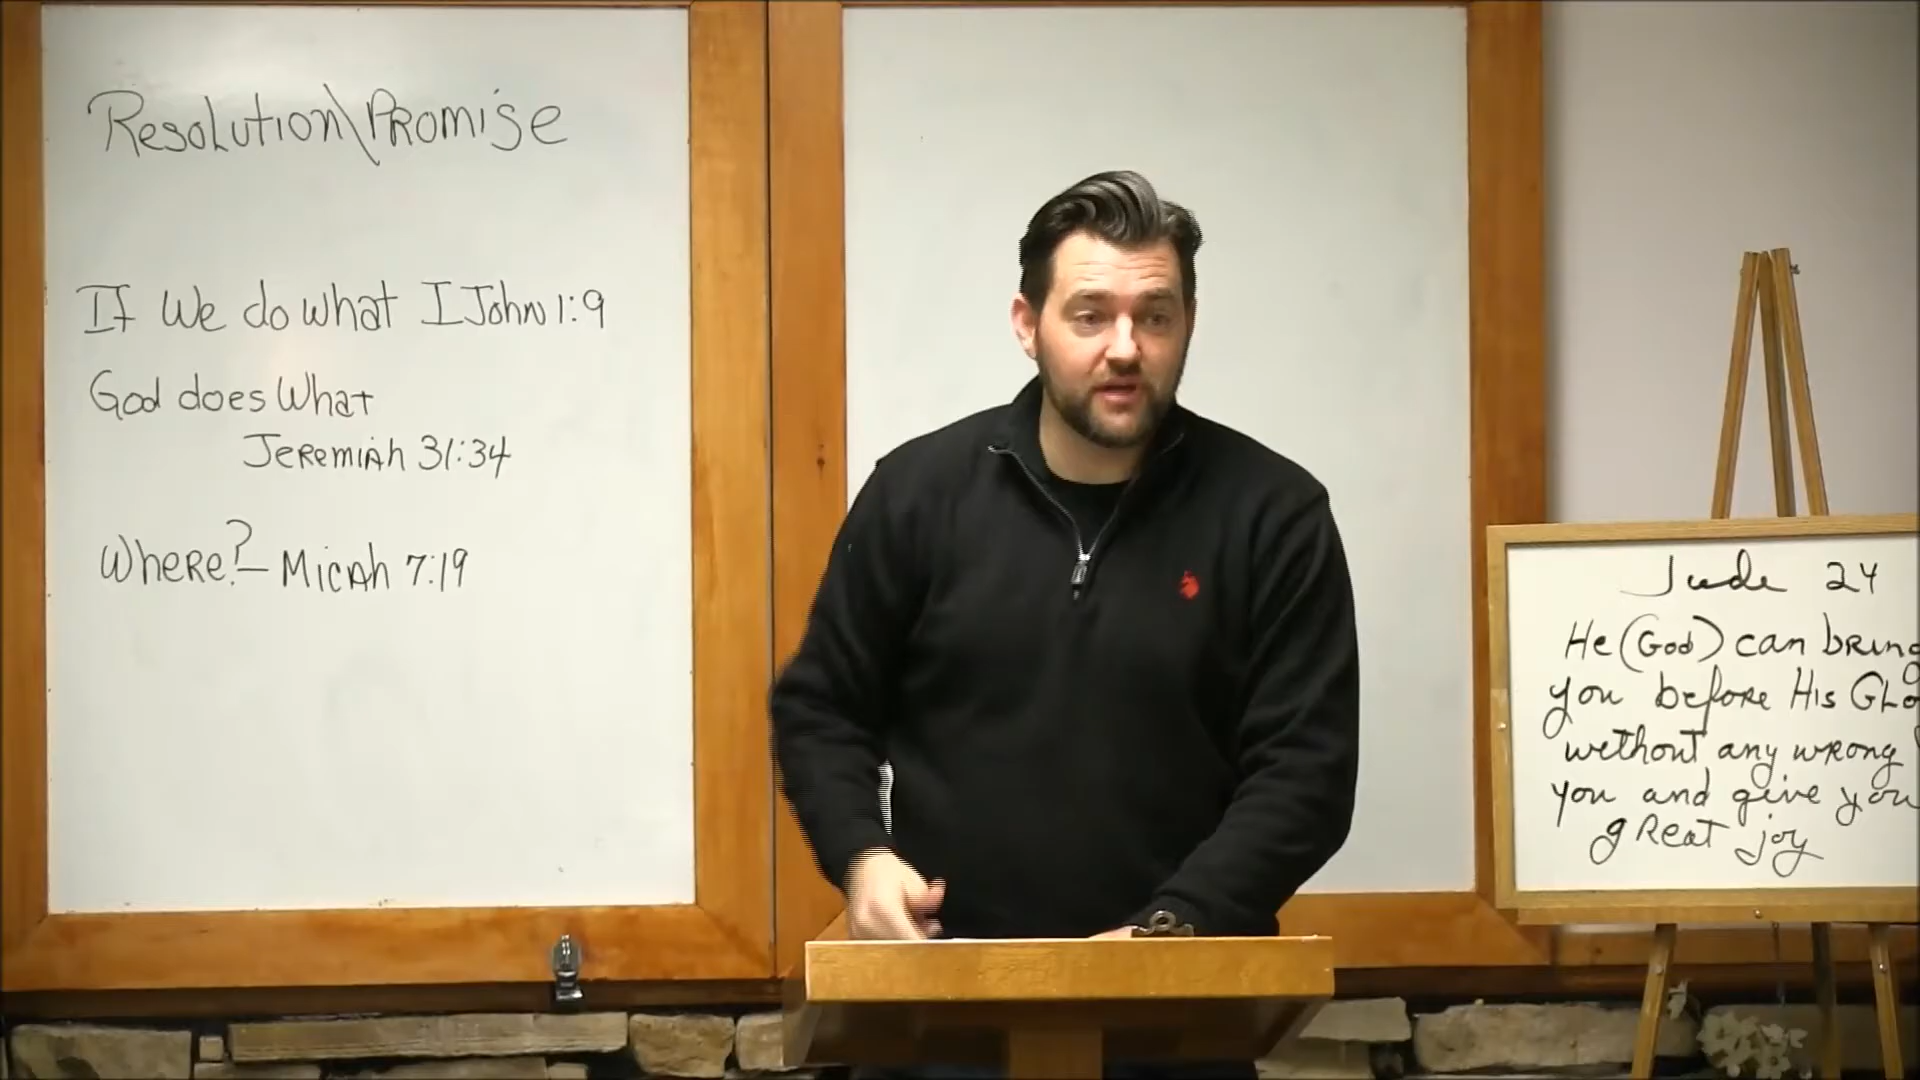 Resolution\Promise
If We do what I John 1:9
God does What
Jeremiah 31:34
Where?- Micah 7:19
Jude 24
He (God) can bring
you before His Glo
without any wrong
you and give you
great joy